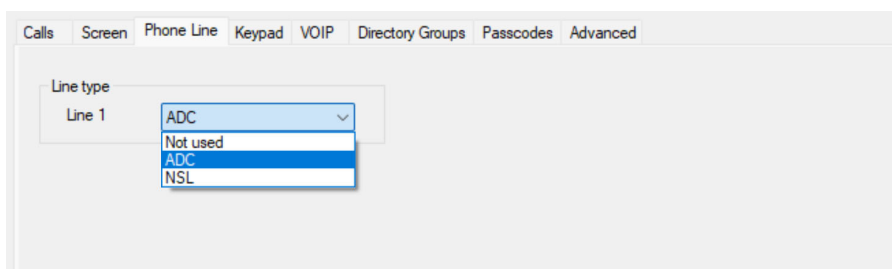 Calls Screen Phone Line Keypad VOIP Directory Groups Passcodes Advanced
Line type
Line 1 ADC
Not used
ADC
NSL